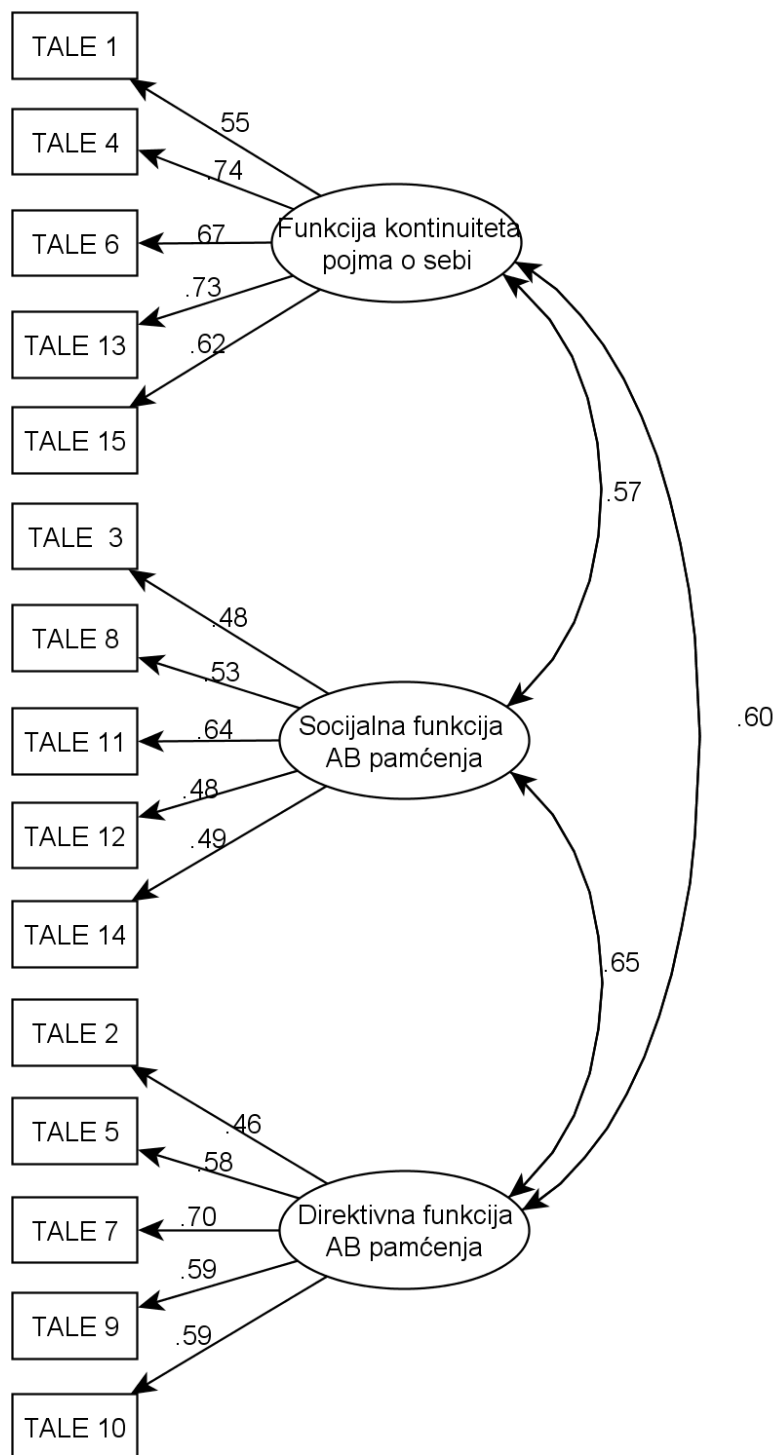 TALE 1
TALE 4
TALE 6
TALE 13
TALE 15
55
.74
67
.73
.62
Funkcija kontinuiteta
pojma o sebi
TALE 3
TALE 8
TALE 11
TALE 12
TALE 14
.48
.53
.64
.48
.49
Socijalna funkcija
AB pamćenja
TALE 2
TALE 5
TALE 7
TALE 9
TALE 10
.46
.58
.70
.59
.59
Direktivna funkcija
AB pamćenja
.57
.65
.60